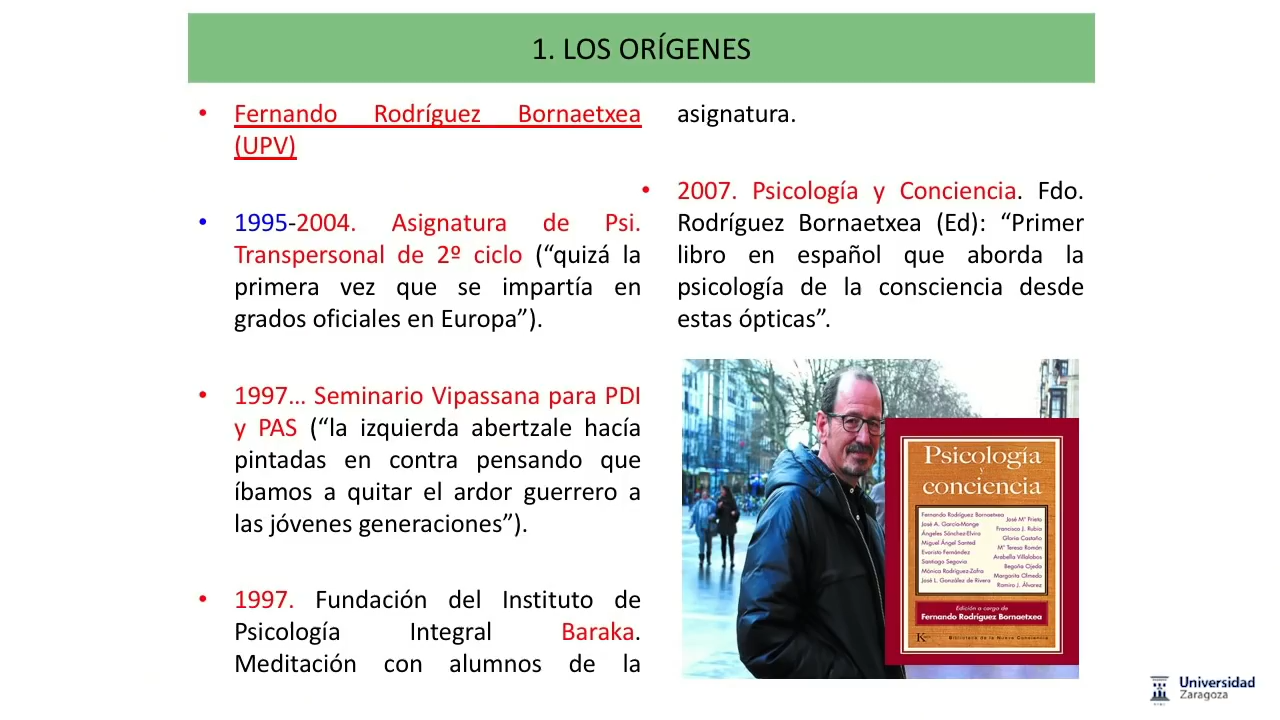 1. LOS ORÍGENES
• Fernando Rodríguez Bornaetxea
(UPV)
• 1995-2004. Asignatura de Psi.
Transpersonal de 2º ciclo (“quizá la
primera vez que se impartía en
grados oficiales en Europa”).
• 1997… Seminario Vipassana para PDI
y PAS (“la izquierda abertzale hacía
pintadas en contra pensando que
íbamos a quitar el ardor guerrero a
las jóvenes generaciones”).
• 1997. Fundación del Instituto de
Psicología Integral Baraka.
Meditación con alumnos de la
asignatura.
• 2007. Psicología y Conciencia. Fdo.
Rodríguez Bornaetxea (Ed): “Primer
libro en español que aborda la
psicología de la consciencia desde
estas ópticas”.
Psicología
y
conciencia
Fernando Rodríguez Bornaetxea
José A. García-Monge
Ángeles Sánchez-Elvira
Miguel Ángel Santed
Evaristo Fernández
Santiago Segovia
Mónica Rodríguez-Zafra
José L. González de Rivera
José Mª Prieto
Francisco J. Rubia
Gloria Castaño
Mª Teresa Román
Arabella Villalobos
Begoña Ojeda
Margarita Olmedo
Ramiro J. Álvarez
Edición a cargo de
Fernando Rodríguez Bornaetxea
Biblioteca de la Nueva Conciencia
Universidad
Zaragoza